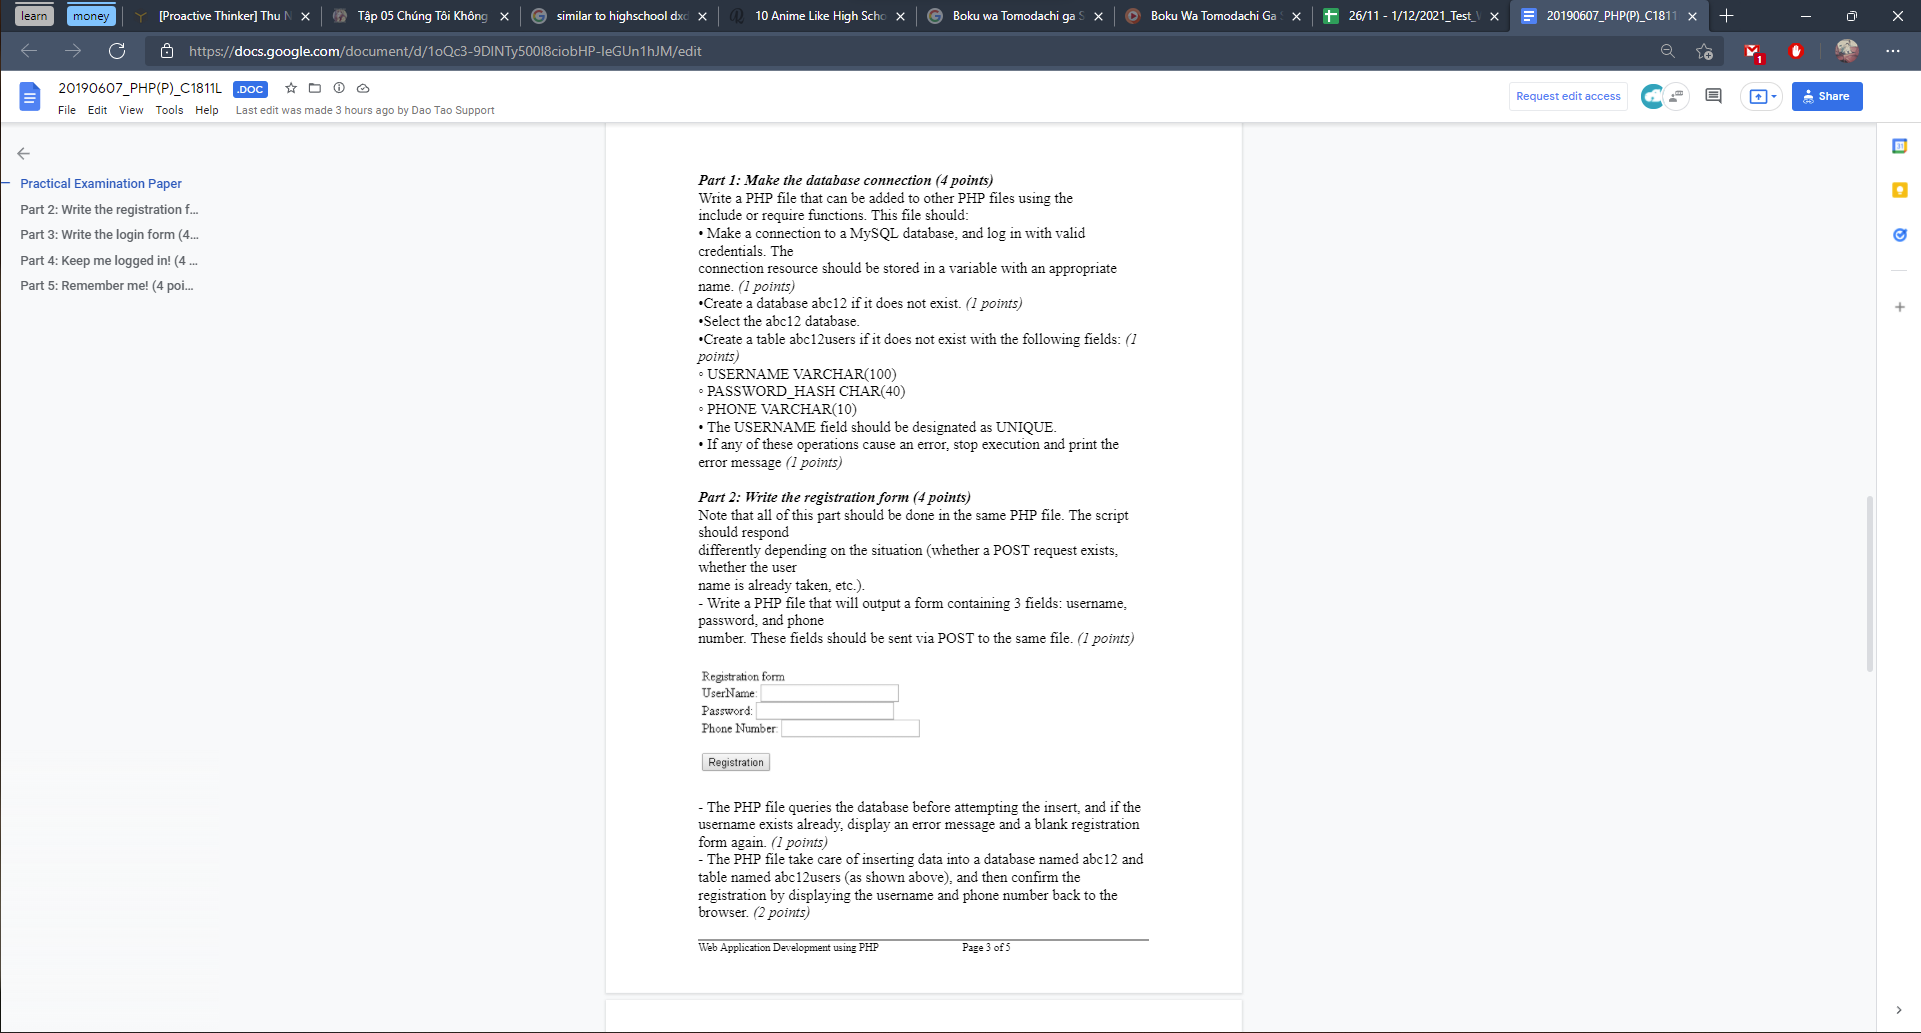 learn
money
[Proactive Thinker] Thu N
Tập 05 Chúng Tôi Không
similar to highschool dxd
10 Anime Like High Scho
Boku wa Tomodachi ga S
Boku Wa Tomodachi Ga
26/11 - 1/12/2021_Test_
20190607_PHP(P)_C1811
https://docs.google.com/document/d/1oQc3-9DlNTy500l8ciobHP-IeGUn1hJM/edit
1
20190607_PHP(P)_C1811L
.DOC
File Edit View Tools Help
Last edit was made 3 hours ago by Dao Tao Support
Request edit access
Share
Practical Examination Paper
Part 2: Write the registration f...
Part 3: Write the login form (4...
Part 4: Keep me logged in! (4 ...
Part 5: Remember me! (4 poi...
Part 1: Make the database connection (4 points)
Write a PHP file that can be added to other PHP files using the
include or require functions. This file should:
• Make a connection to a MySQL database, and log in with valid
credentials. The
connection resource should be stored in a variable with an appropriate
name. (1 points)
•Create a database abc12 if it does not exist. (1 points)
•Select the abc12 database.
•Create a table abc12users if it does not exist with the following fields: (1
points)
◦ USERNAME VARCHAR(100)
◦ PASSWORD_HASH CHAR(40)
◦ PHONE VARCHAR(10)
• The USERNAME field should be designated as UNIQUE.
• If any of these operations cause an error, stop execution and print the
error message (1 points)
Part 2: Write the registration form (4 points)
Note that all of this part should be done in the same PHP file. The script
should respond
differently depending on the situation (whether a POST request exists,
whether the user
name is already taken, etc.).
- Write a PHP file that will output a form containing 3 fields: username,
password, and phone
number. These fields should be sent via POST to the same file. (1 points)
Registration form
UserName:
Password:
Phone Number:
Registration
- The PHP file queries the database before attempting the insert, and if the
username exists already, display an error message and a blank registration
form again. (1 points)
- The PHP file take care of inserting data into a database named abc12 and
table named abc12users (as shown above), and then confirm the
registration by displaying the username and phone number back to the
browser. (2 points)
Web Application Development using PHP
Page 3 of 5